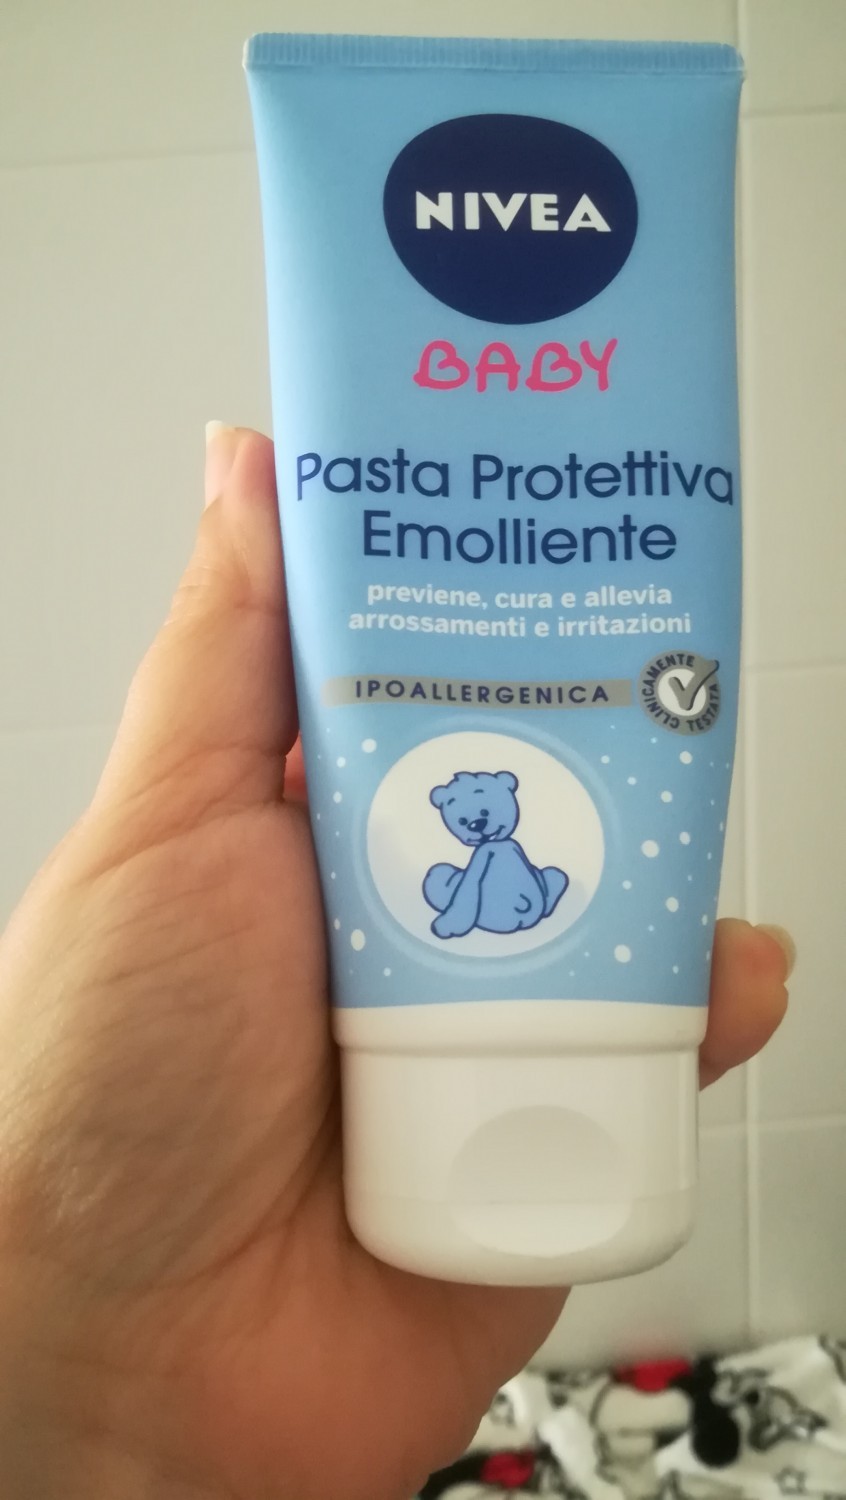 NIVEA
BABY
Pasta Protettiva
Emolliente
previene, cura e allevia
arrossamenti e irritazioni
IPOALLERGENICA
CLINICAMENTE TESTATA